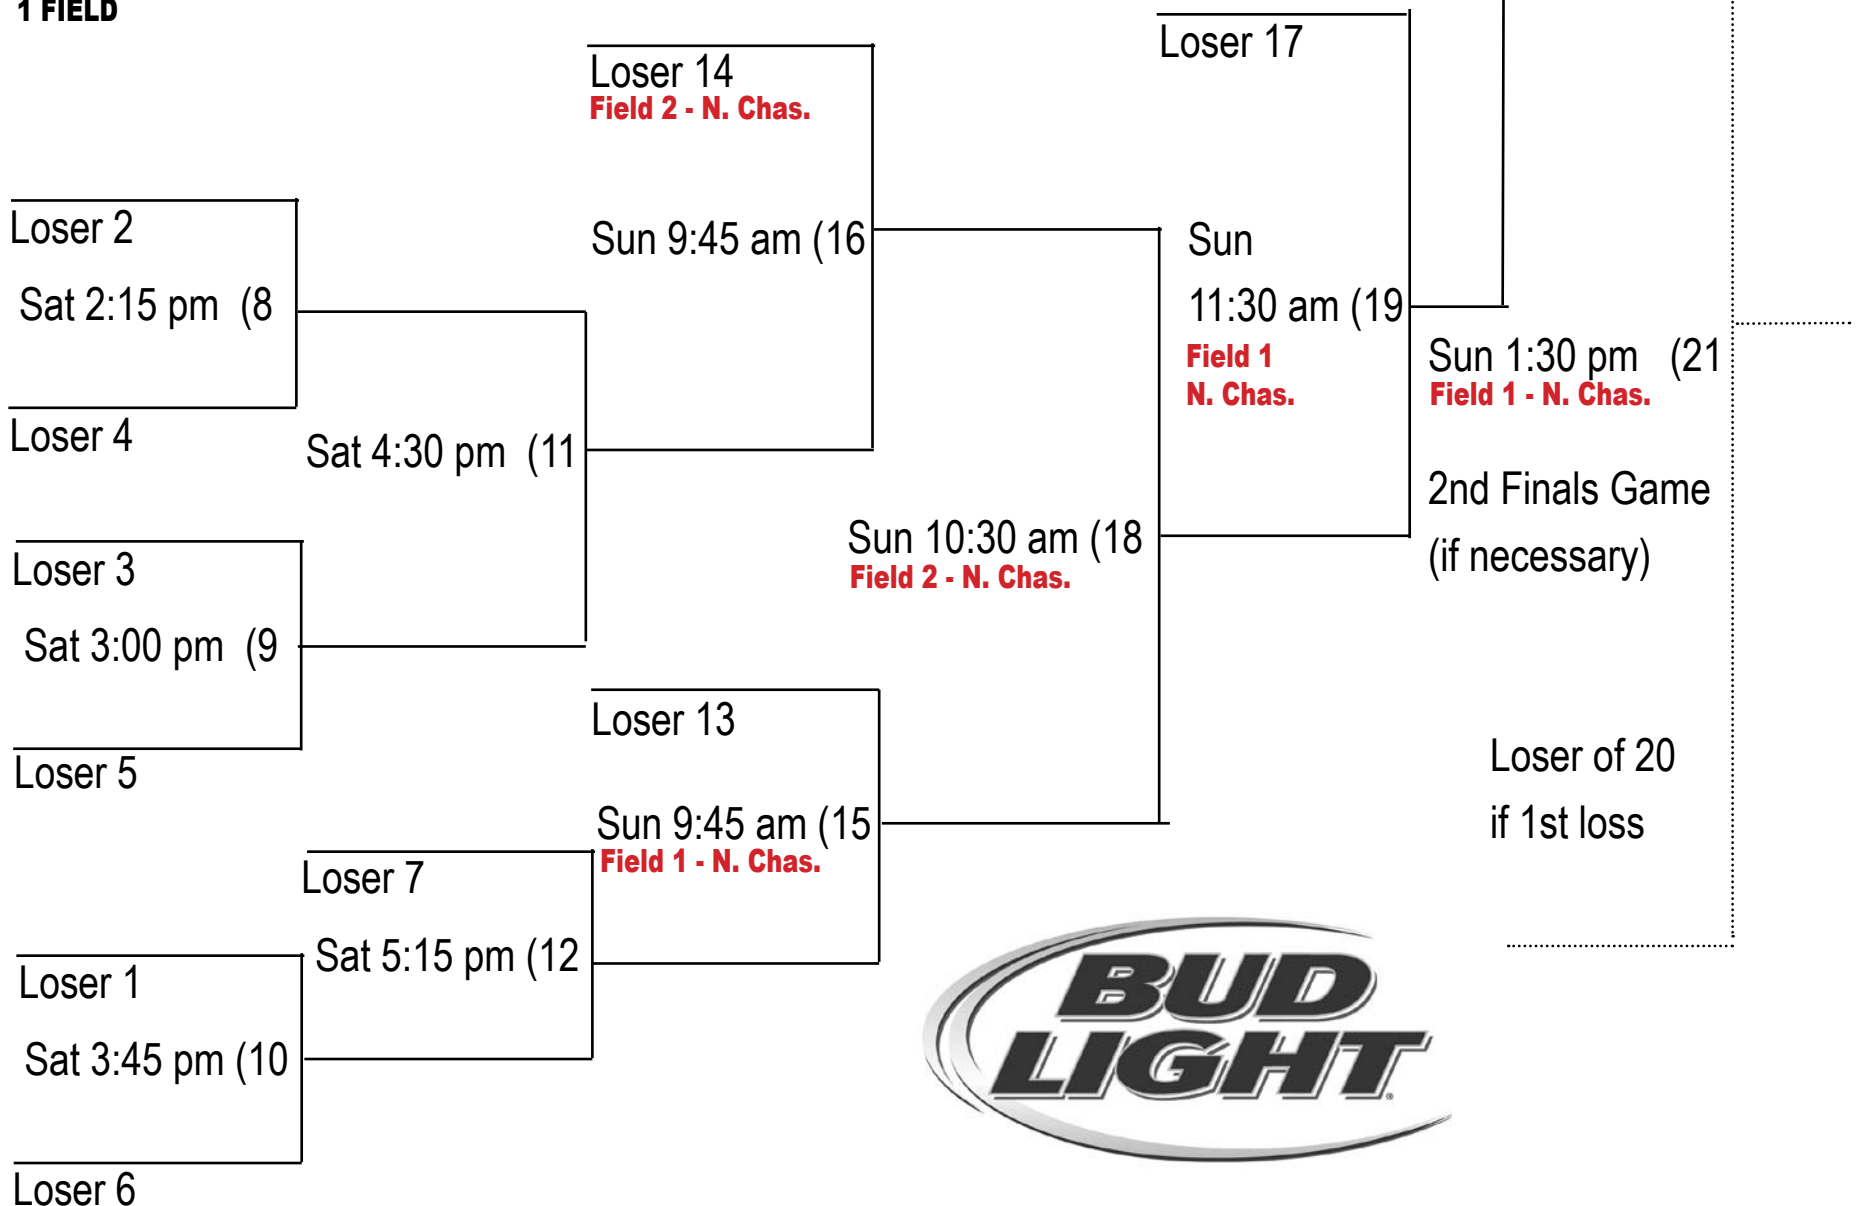 1 FIELD
Loser 17
Loser 14
Field 2 - N. Chas.
Loser 2
Sun 9:45 am (16
Sun
Sat 2:15 pm (8
11:30 am (19
Field 1
N. Chas.
Sun 1:30 pm (21
Field 1 - N. Chas.
Loser 4
Sat 4:30 pm (11
2nd Finals Game
(if necessary)
Sun 10:30 am (18
Field 2 - N. Chas.
Loser 3
Sat 3:00 pm (9
Loser 13
Loser 5
Loser of 20
if 1st loss
Sun 9:45 am (15
Field 1 - N. Chas.
Loser 7
Sat 5:15 pm (12
Loser 1
Sat 3:45 pm (10
BUD
LIGHT
Loser 6